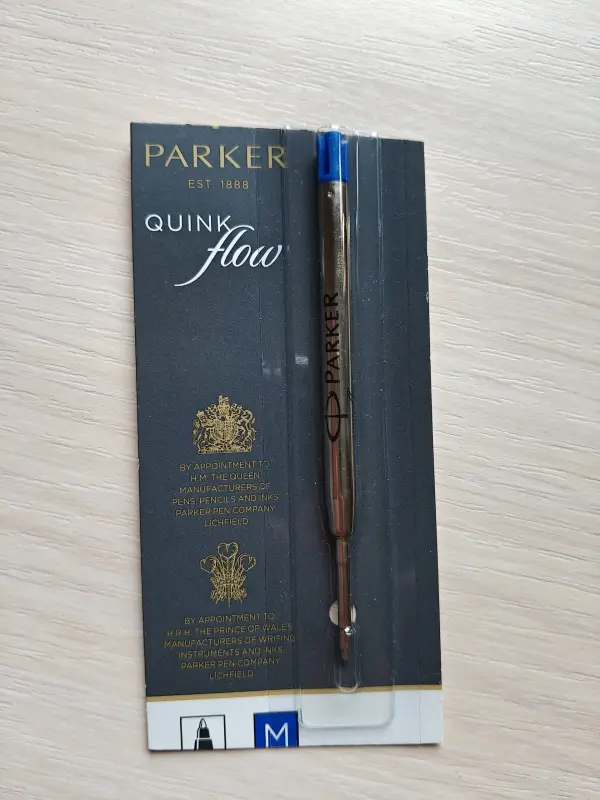 PARKER
EST. 1888
QUINK
flow
PARKER
BY APPOINTMENT TO
H.M. THE QUEEN
MANUFACTURERS OF
PENS, PENCILS AND INKS
PARKER PEN COMPANY
LICHFIELD
BY APPOINTMENT TO
H.R.H. THE PRINCE OF WALES
MANUFACTURERS OF WRITING
INSTRUMENTS AND INKS
PARKER PEN COMPANY
LICHFIELD
M